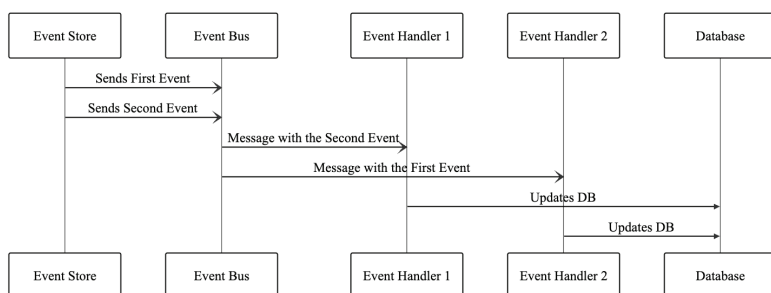 Event Store
Event Bus
Event Handler 1
Event Handler 2
Database
Sends First Event
Sends Second Event
Message with the Second Event
Message with the First Event
Updates DB
Updates DB
Event Store
Event Bus
Event Handler 1
Event Handler 2
Database